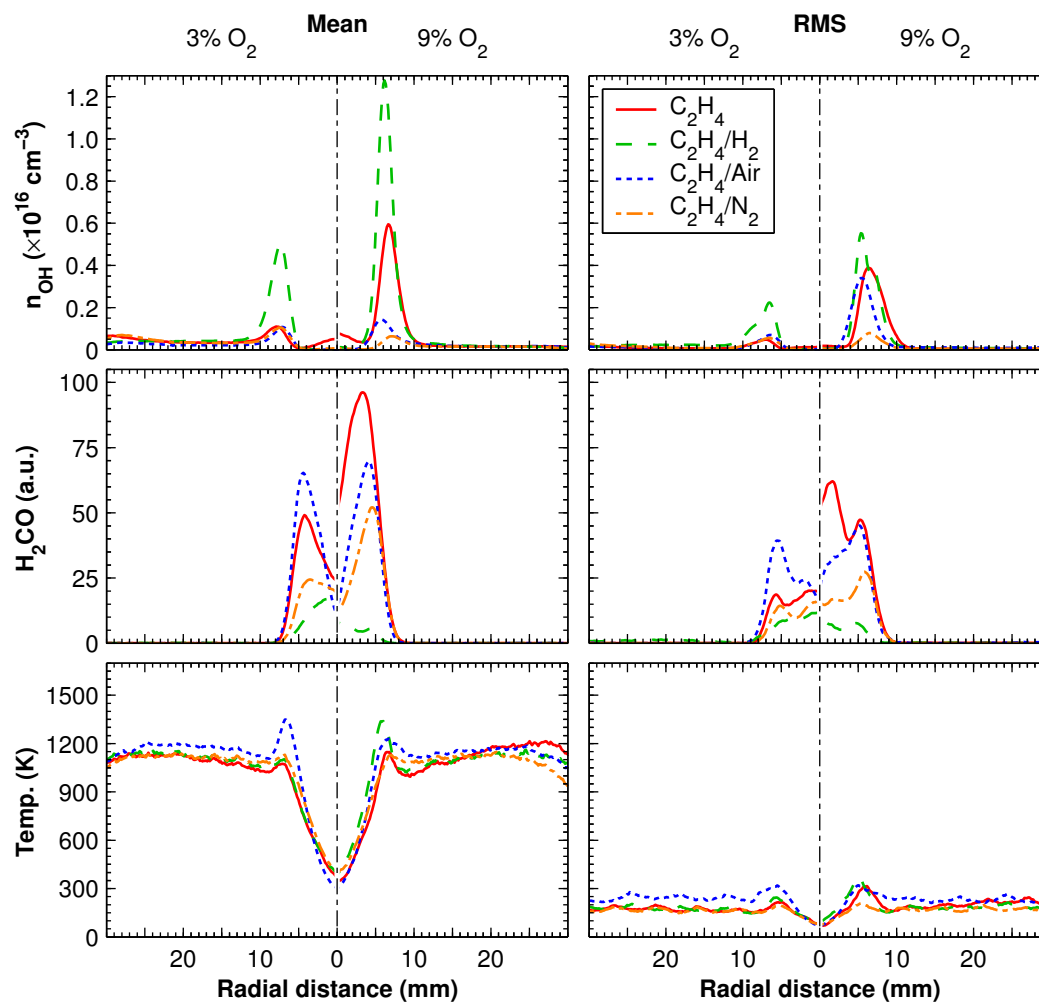 Mean
RMS
3% O₂
9% O₂
3% O₂
9% O₂
n_OH (×10¹⁶ cm⁻³)
1.2
1.0
0.8
0.6
0.4
0.2
0
C₂H₄
C₂H₄/H₂
C₂H₄/Air
C₂H₄/N₂
H₂CO (a.u.)
100
75
50
25
0
Temp. (K)
1500
1200
900
600
300
0
20 10 0 10 20
20 10 0 10 20
Radial distance (mm)
Radial distance (mm)